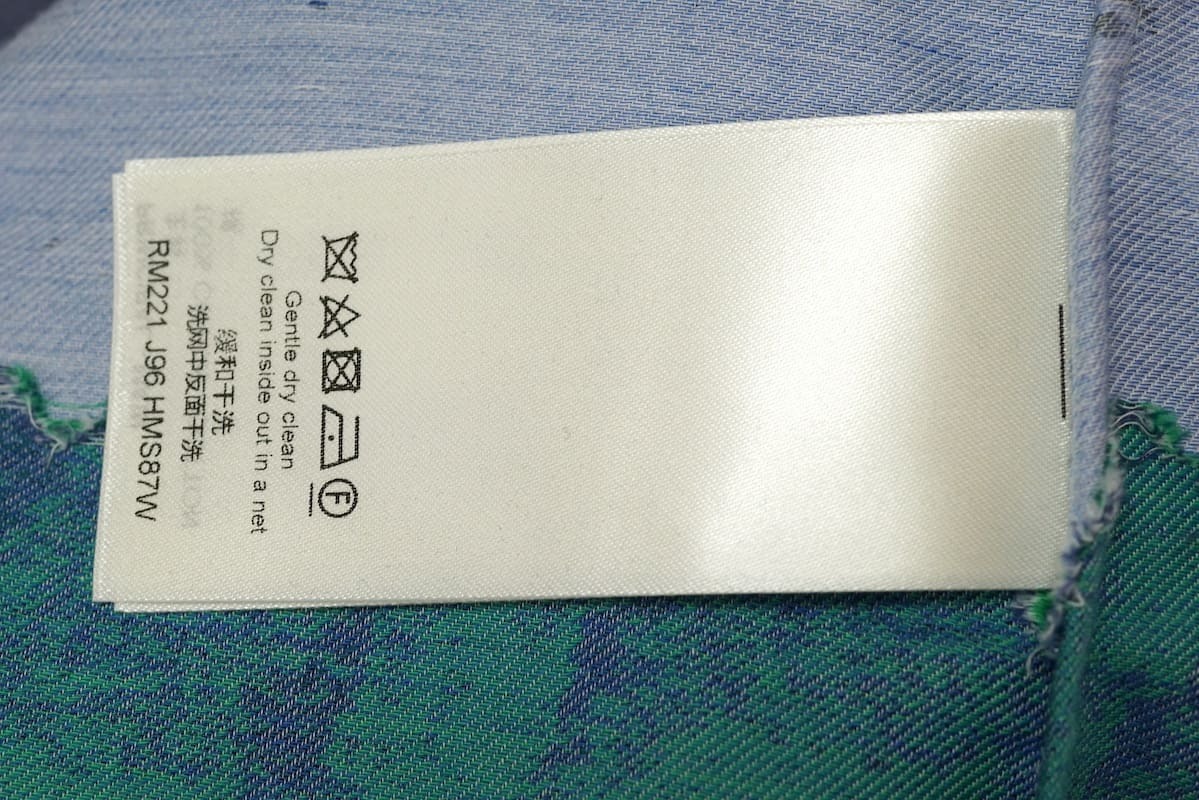 F
Gentle dry clean
Dry clean inside out in a net
缓和干洗
洗网中反面干洗
RM221 J96 HMS87W